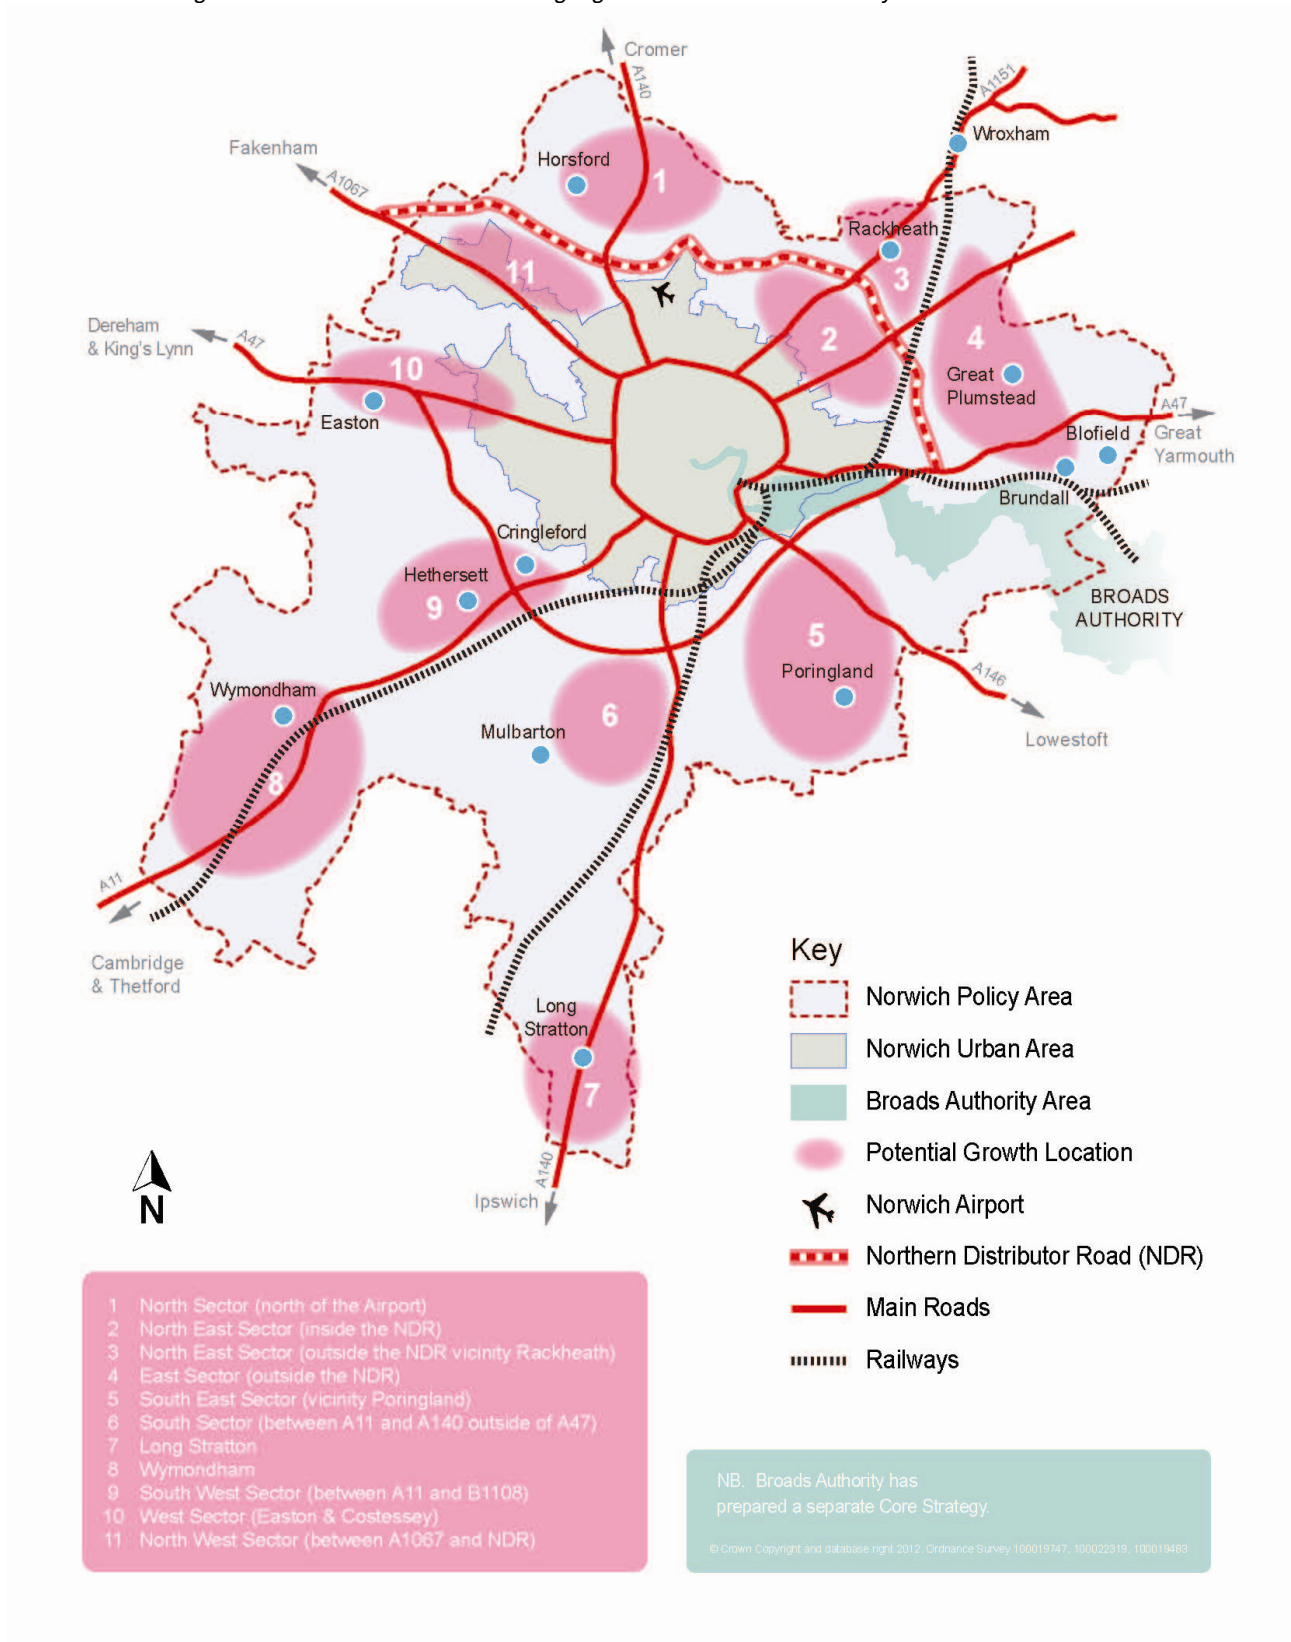 Cromer
A140
A1151
Wroxham
Fakenham
A1067
Horsford
1
Rackheath
11
3
Dereham
& King's Lynn
A47
2
4
10
Great
Plumstead
Easton
A47
Great
Yarmouth
Blofield
Brundall
Cringleford
Hethersett
9
BROADS
AUTHORITY
5
Poringland
A146
Wymondham
6
Mulbarton
Lowestoft
8
A11
Cambridge
& Thetford
Long
Stratton
7
A140
Ipswich
N
Key
Norwich Policy Area
Norwich Urban Area
Broads Authority Area
Potential Growth Location
Norwich Airport
Northern Distributor Road (NDR)
Main Roads
Railways
1 North Sector (north of the Airport)
2 North East Sector (inside the NDR)
3 North East Sector (outside the NDR vicinity Rackheath)
4 East Sector (outside the NDR)
5 South East Sector (vicinity Poringland)
6 South Sector (between A11 and A140 outside of A47)
7 Long Stratton
8 Wymondham
9 South West Sector (between A11 and B1108)
10 West Sector (Easton & Costessey)
11 North West Sector (between A1067 and NDR)
NB. Broads Authority has
prepared a separate Core Strategy.
© Crown Copyright and database right 2012. Ordnance Survey 100019747, 100022319, 100019483